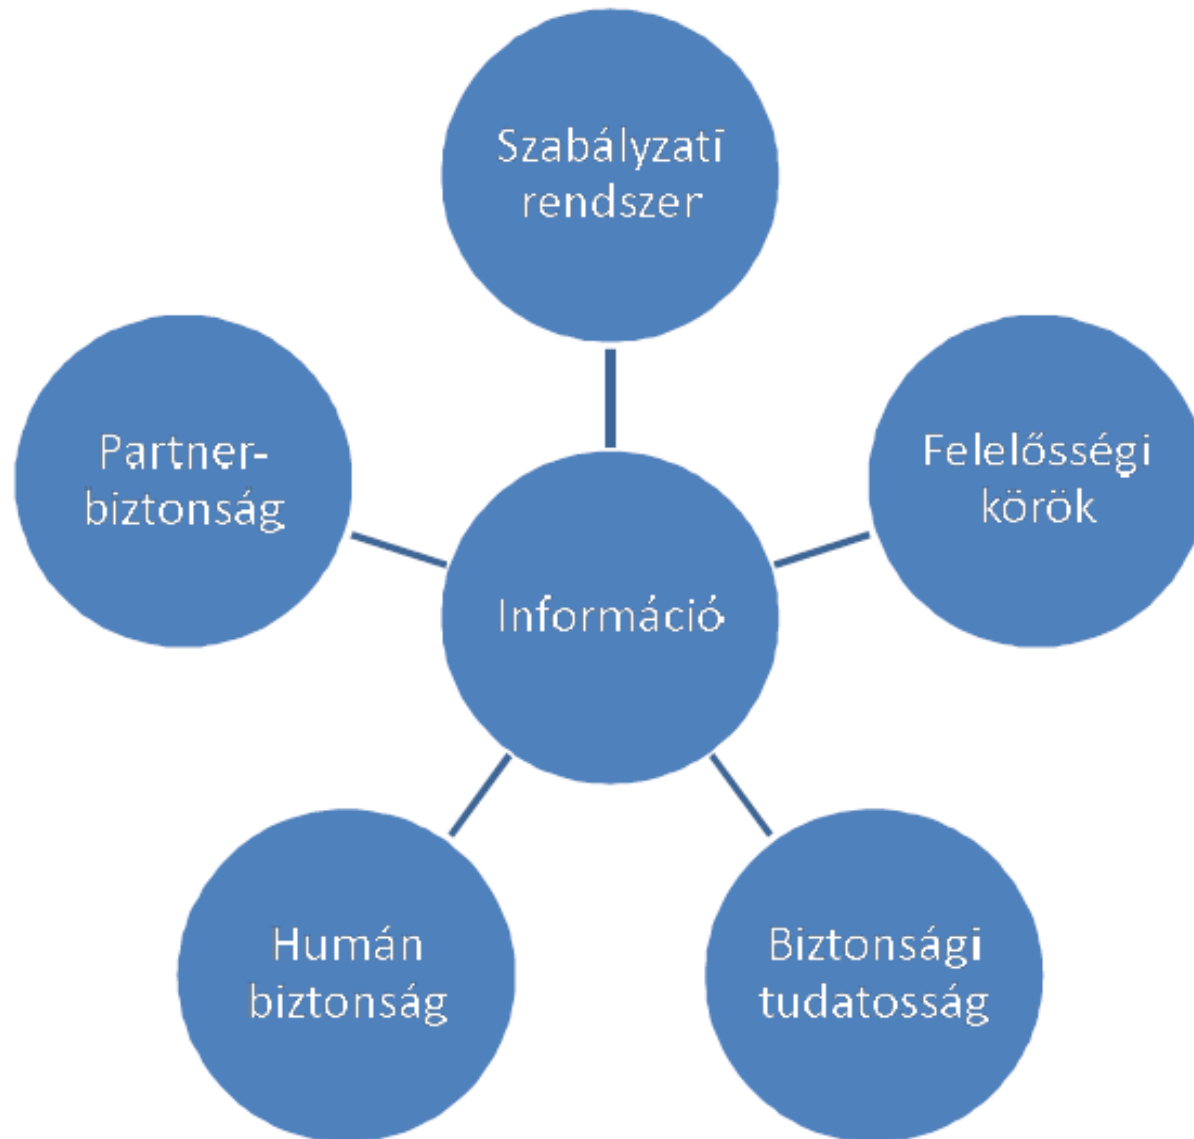 Szabályzati
rendszer
Felelősségi
körök
Biztonsági
tudatosság
Humán
biztonság
Partner-
biztonság
Információ